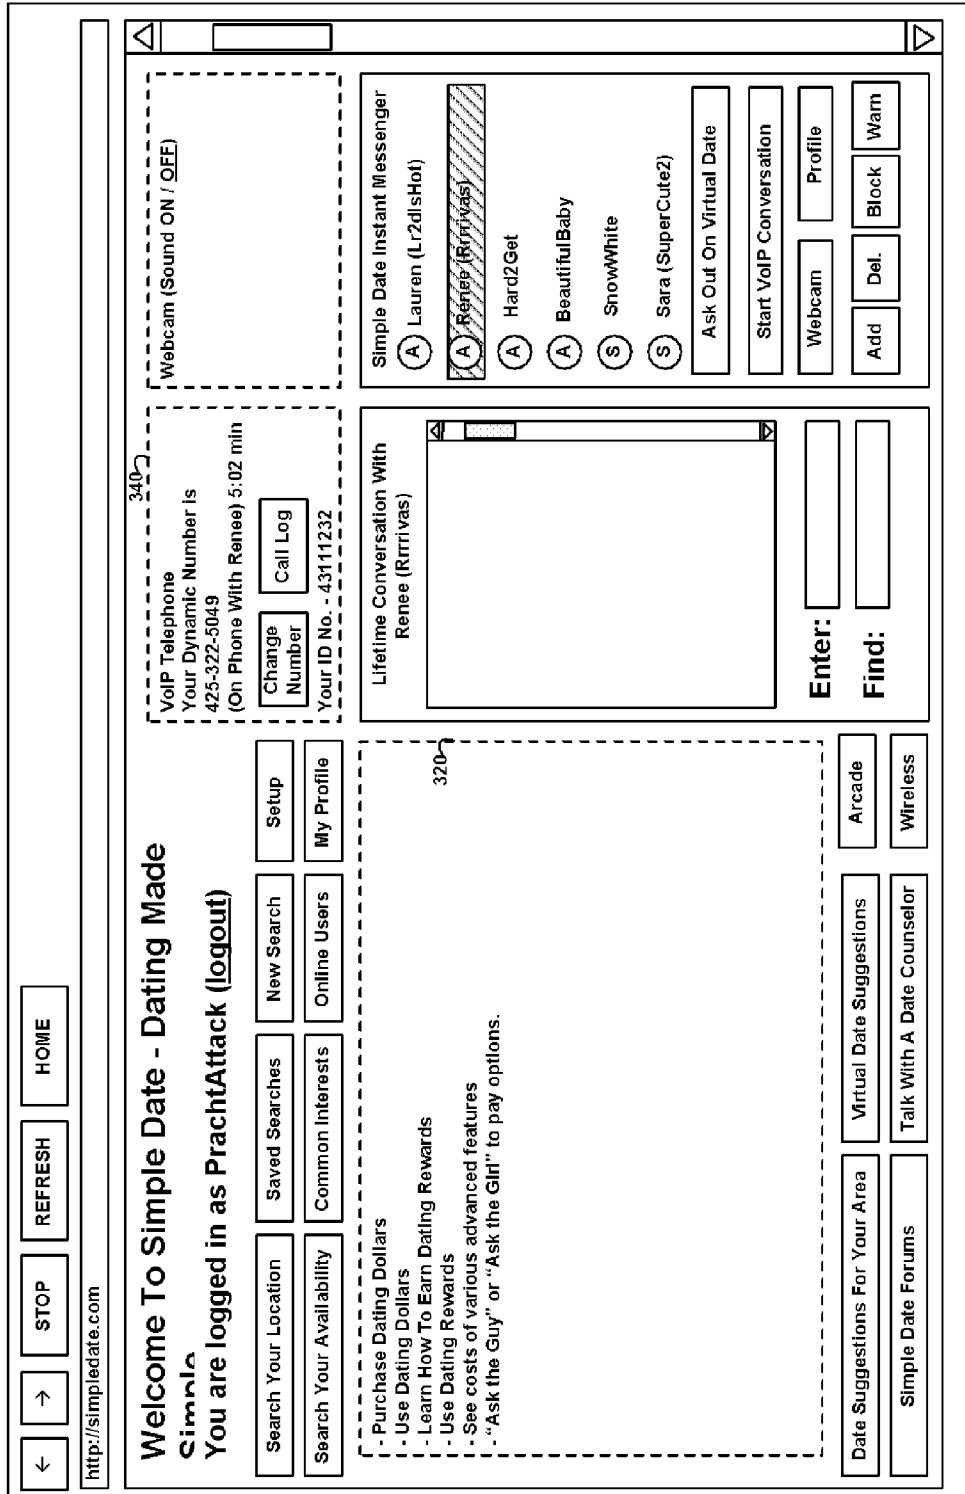 ← → STOP REFRESH HOME
http://simpledate.com
Welcome To Simple Date - Dating Made
Simple
You are logged in as PrachtAttack (logout)
Search Your Location
Saved Searches
New Search
Setup
Search Your Availability
Common Interests
Online Users
My Profile
340
VoIP Telephone
Your Dynamic Number is
425-322-5049
(On Phone With Renee) 5:02 min
Change
Number
Call Log
Your ID No. - 43111232
Webcam (Sound ON / OFF)
320
- Purchase Dating Dollars
- Use Dating Dollars
- Learn How To Earn Dating Rewards
- Use Dating Rewards
- See costs of various advanced features
- “Ask the Guy” or “Ask the Girl” to pay options.
Date Suggestions For Your Area
Virtual Date Suggestions
Arcade
Simple Date Forums
Talk With A Date Counselor
Wireless
Lifetime Conversation With
Renee (Rrrrivas)
Enter:
Find:
Simple Date Instant Messenger
A Lauren (Lr2dIsHot)
A Renee (Rrrrivas)
A Hard2Get
A BeautifulBaby
S SnowWhite
S Sara (SuperCute2)
Ask Out On Virtual Date
Start VoIP Conversation
Webcam
Profile
Add
Del.
Block
Warn